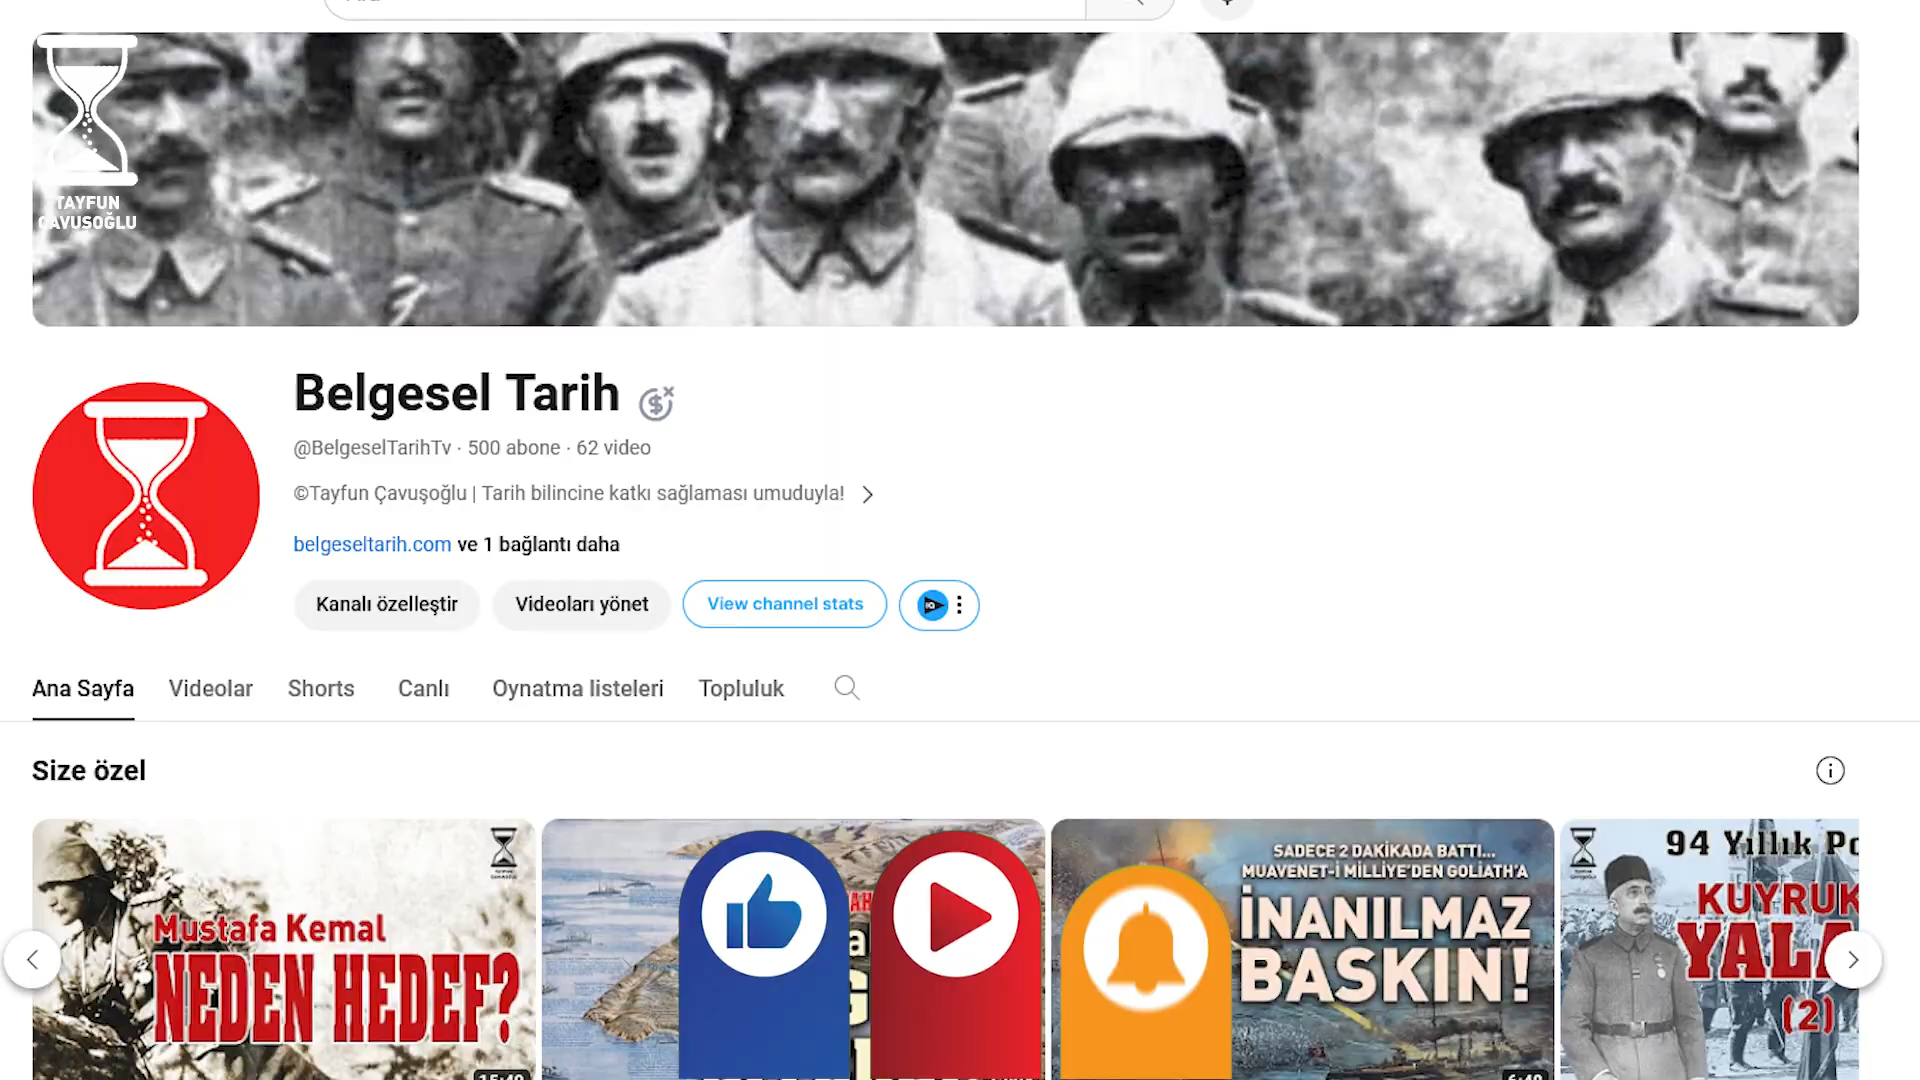 TAYFUN
ÇAVUŞOĞLU
Belgesel Tarih
@BelgeselTarihTv · 500 abone · 62 video
©Tayfun Çavuşoğlu | Tarih bilincine katkı sağlaması umuduyla!
belgeseltarih.com ve 1 bağlantı daha
Kanalı özelleştir
Videoları yönet
View channel stats
Ana Sayfa
Videolar
Shorts
Canlı
Oynatma listeleri
Topluluk
Size özel
Mustafa Kemal
NEDEN HEDEF?
SADECE 2 DAKİKADA BATTI...
MUAVENET-İ MİLLİYE'DEN GOLIATH'A
İNANILMAZ
BASKIN!
94 Yıllık
KUYRUK
(2)